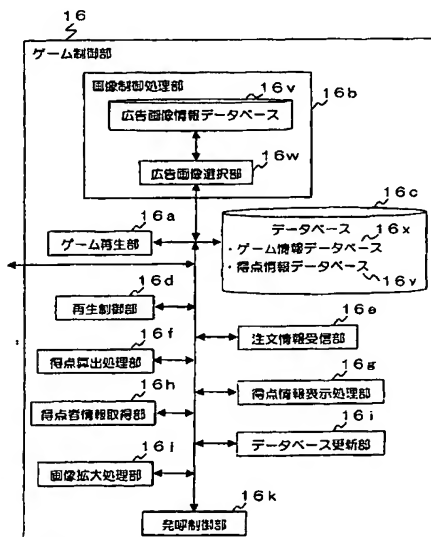 16
ゲーム制御部
画像制御処理部
16v
16b
広告画像情報データベース
16w
広告画像選択部
16c
16a
ゲーム再生部
データベース
16x
・ゲーム情報データベース
・得点情報データベース
16y
16d
再生制御部
16e
注文情報受信部
16f
得点算出処理部
16g
得点情報表示処理部
16h
得点者情報取得部
16i
データベース更新部
16j
画像拡大処理部
16k
発呼制御部